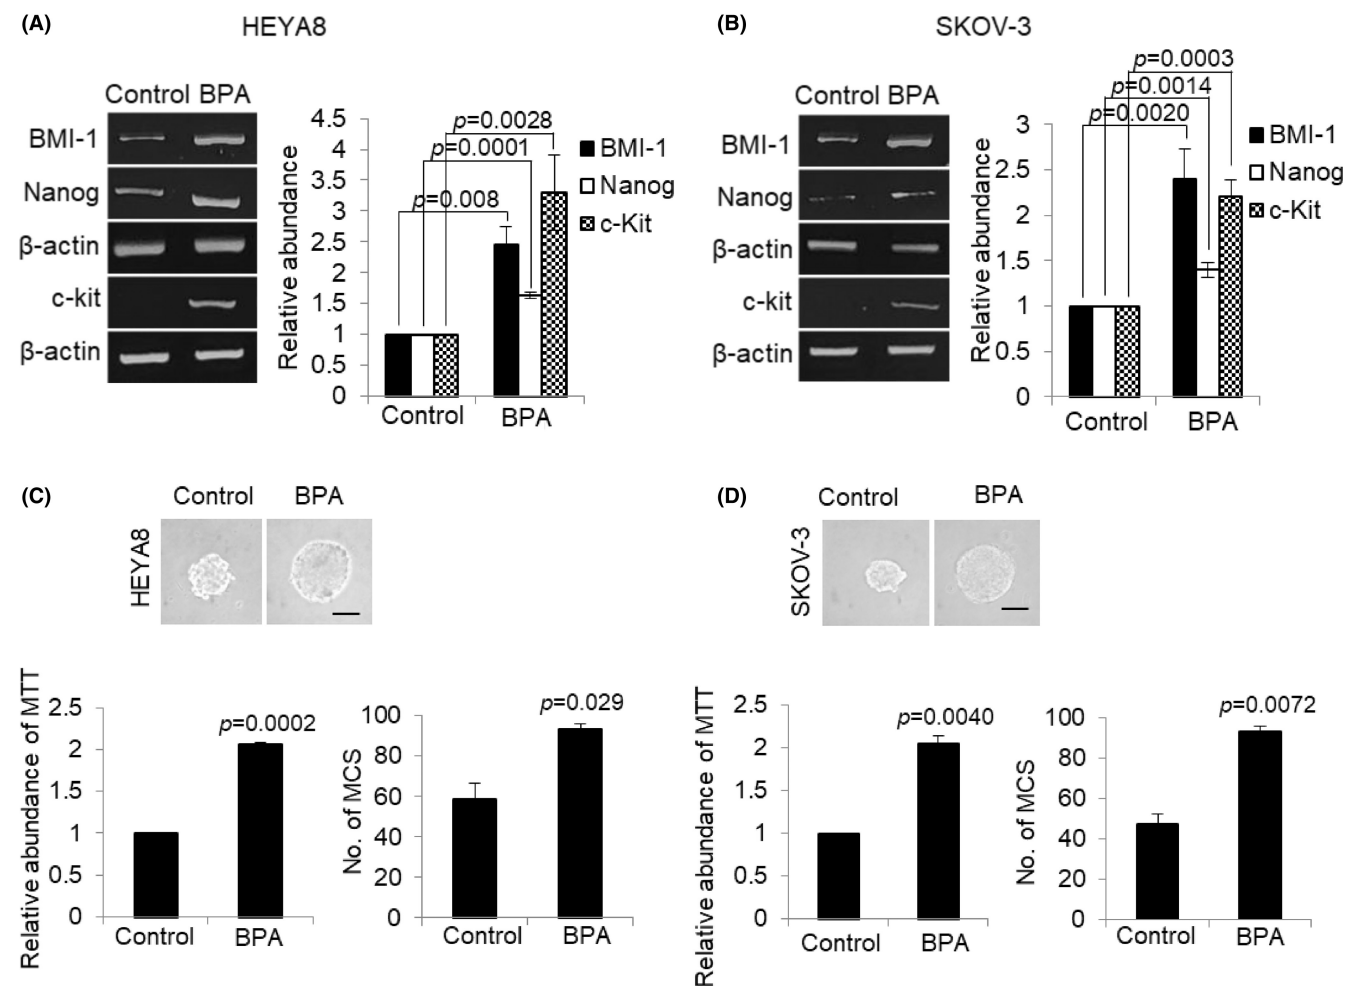 (A)
HEYA8
Control BPA
BMI-1
Nanog
β-actin
c-kit
β-actin
Relative abundance
4.5
4
3.5
3
2.5
2
1.5
1
0.5
0
p=0.0028
p=0.0001
p=0.008
BMI-1
Nanog
c-Kit
Control
BPA
(B)
SKOV-3
Control BPA
BMI-1
Nanog
β-actin
c-kit
β-actin
Relative abundance
3
2.5
2
1.5
1
0.5
0
p=0.0003
p=0.0014
p=0.0020
BMI-1
Nanog
c-Kit
Control
BPA
(C)
Control
BPA
HEYA8
Relative abundance of MTT
2.5
2
1.5
1
0.5
0
p=0.0002
Control
BPA
No. of MCS
100
80
60
40
20
0
p=0.029
Control
BPA
(D)
Control
BPA
SKOV-3
Relative abundance of MTT
2.5
2
1.5
1
0.5
0
p=0.0040
Control
BPA
No. of MCS
100
80
60
40
20
0
p=0.0072
Control
BPA